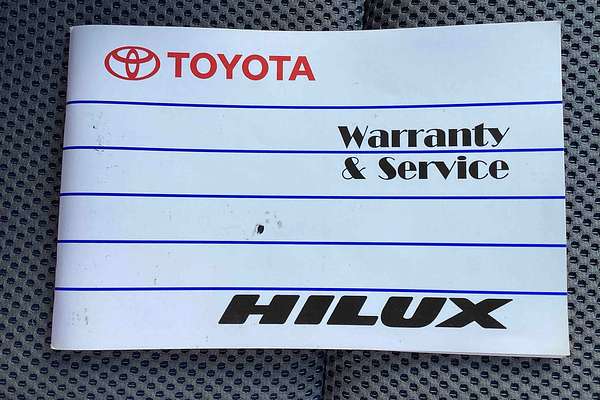 TOYOTA
Warranty
& Service
HILUX